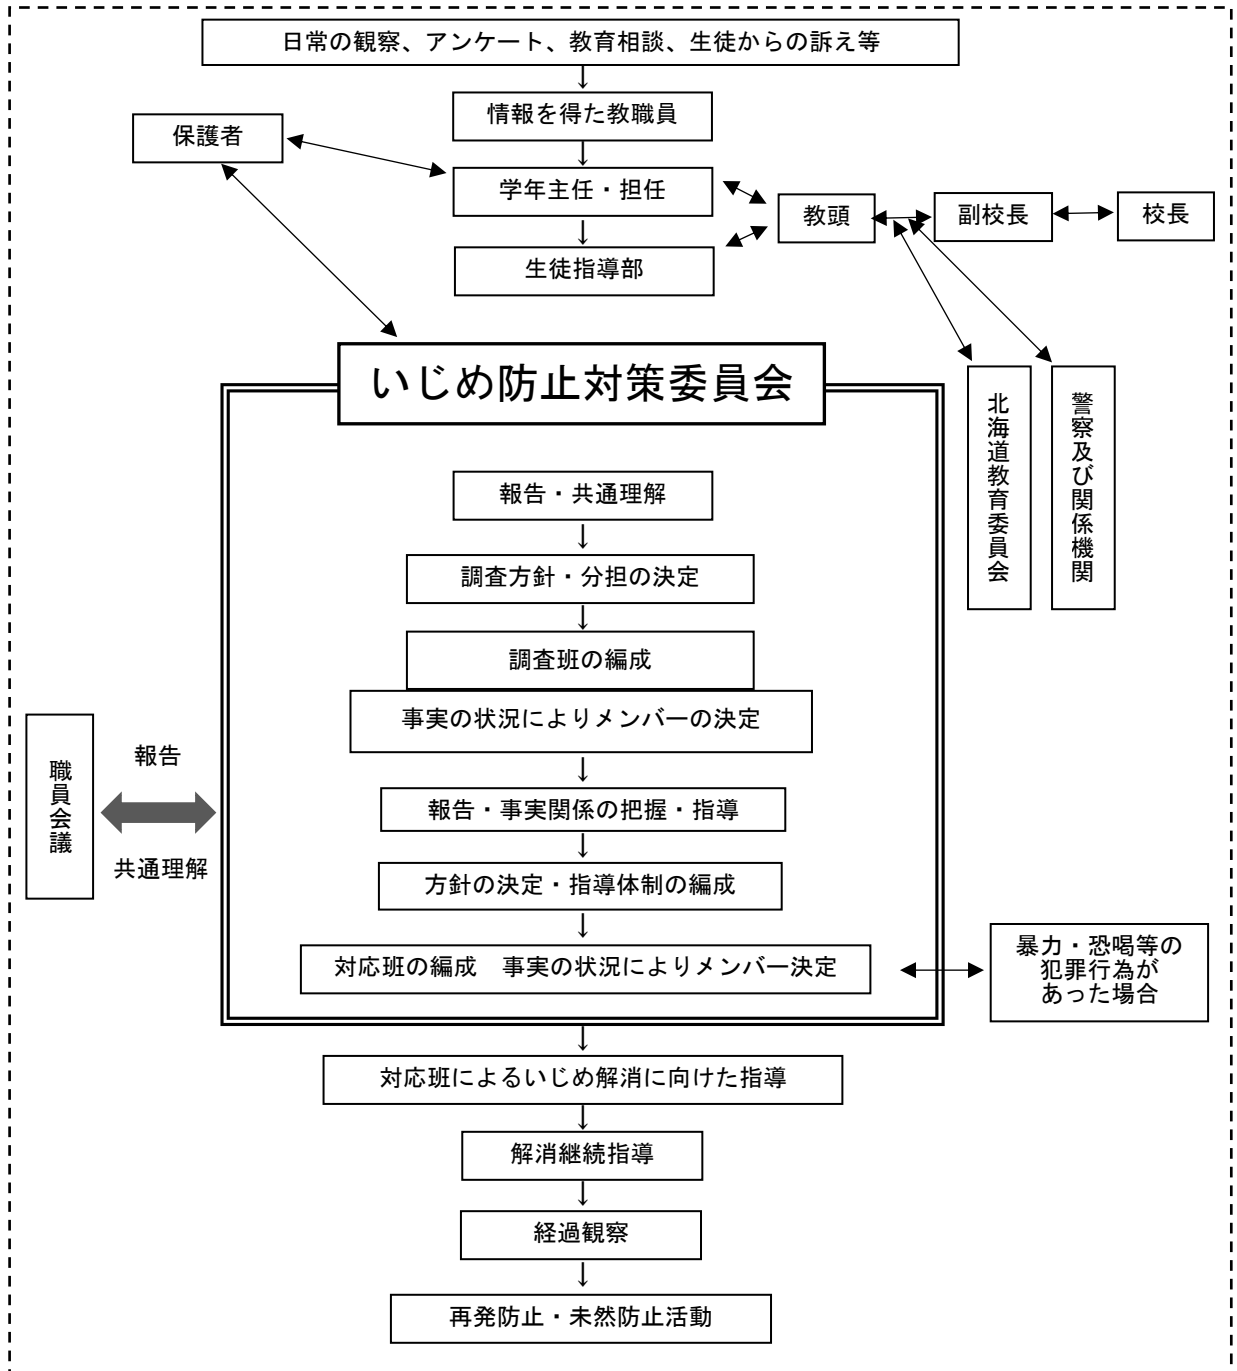 日常の観察、アンケート、教育相談、生徒からの訴え等
情報を得た教職員
保護者
学年主任・担任
教頭
副校長
校長
生徒指導部
いじめ防止対策委員会
北海道教育委員会
警察及び関係機関
報告・共通理解
調査方針・分担の決定
調査班の編成
事実の状況によりメンバーの決定
職員会議
報告
共通理解
報告・事実関係の把握・指導
方針の決定・指導体制の編成
対応班の編成　事実の状況によりメンバー決定
暴力・恐喝等の
犯罪行為が
あった場合
対応班によるいじめ解消に向けた指導
解消継続指導
経過観察
再発防止・未然防止活動